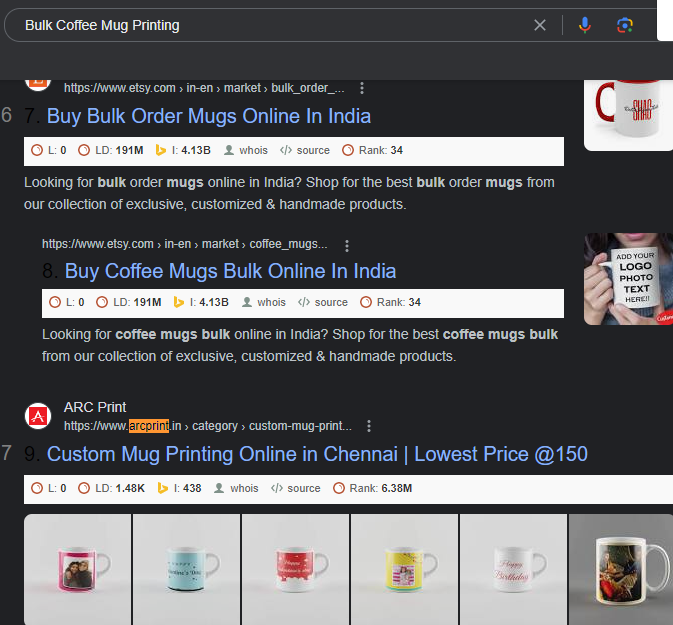 Bulk Coffee Mug Printing
https://www.etsy.com › in-en › market › bulk_order_...
6 7. Buy Bulk Order Mugs Online In India
L: 0 LD: 191M I: 4.13B whois </> source Rank: 34
Looking for bulk order mugs online in India? Shop for the best bulk order mugs from
our collection of exclusive, customized & handmade products.
https://www.etsy.com › in-en › market › coffee_mugs...
8. Buy Coffee Mugs Bulk Online In India
L: 0 LD: 191M I: 4.13B whois </> source Rank: 34
Looking for coffee mugs bulk online in India? Shop for the best coffee mugs bulk
from our collection of exclusive, customized & handmade products.
ADD YOUR
LOGO
PHOTO
TEXT
HERE!!
ARC Print
https://www.arcprint.in › category › custom-mug-print...
7 9. Custom Mug Printing Online in Chennai | Lowest Price @150
L: 0 LD: 1.48K I: 438 whois </> source Rank: 6.38M
Happy
Birthday